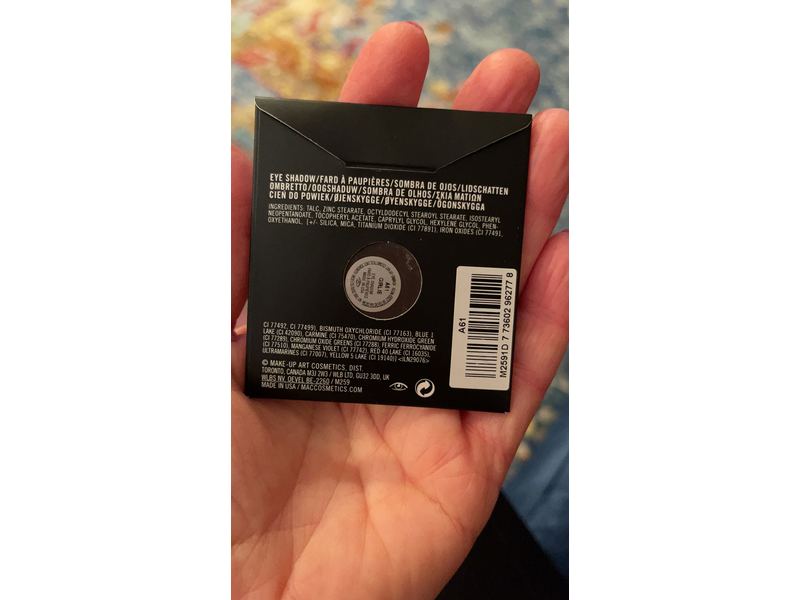 EYE SHADOW/FARD À PAUPIÈRES/SOMBRA DE OJOS/LIDSCHATTEN
OMBRETTO/OOGSHADUW/SOMBRA DE OLHOS/ΣΚΙΑ ΜΑΤΙΩΝ
CIEŃ DO POWIEK/ØJENSKYGGE/ØYENSKYGGE/ÖGONSKYGGA
INGREDIENTS: TALC, ZINC STEARATE, OCTYLDODECYL STEAROYL STEARATE, ISOSTEARYL
NEOPENTANOATE, TOCOPHERYL ACETATE, CAPRYLYL GLYCOL, HEXYLENE GLYCOL, PHEN-
OXYETHANOL, [+/- SILICA, MICA, TITANIUM DIOXIDE (CI 77891), IRON OXIDES (CI 77491,
A61
GIRLIE
CI 77492, CI 77499), BISMUTH OXYCHLORIDE (CI 77163), BLUE 1
LAKE (CI 42090), CARMINE (CI 75470), CHROMIUM HYDROXIDE GREEN
(CI 77289), CHROMIUM OXIDE GREENS (CI 77288), FERRIC FERROCYANIDE
(CI 77510), MANGANESE VIOLET (CI 77742), RED 40 LAKE (CI 16035),
ULTRAMARINES (CI 77007), YELLOW 5 LAKE (CI 19140)] <ILN29076>
© MAKE-UP ART COSMETICS, DIST.
TORONTO, CANADA M3J 2W3 / WLB LTD, GU32 3DD, UK
WLBS NV. DEVEL BE-2260 / M259
MADE IN USA / MACCOSMETICS.COM
A61
M2591D 7 73602 96277 8